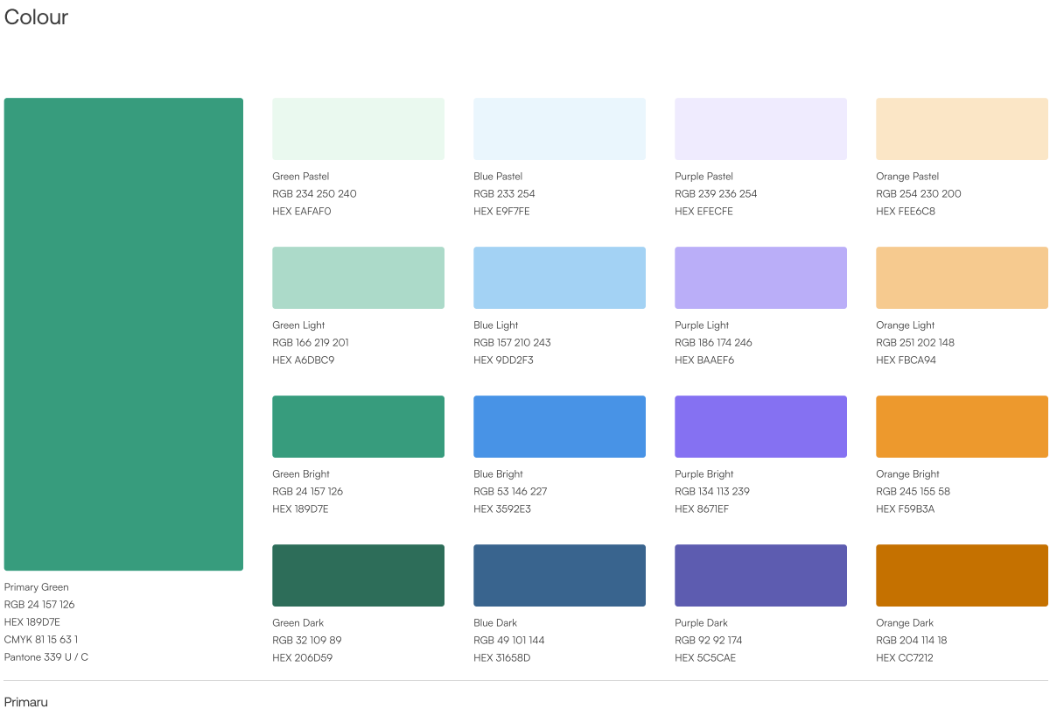 Colour
Green Pastel
RGB 234 250 240
HEX EAFAF0
Blue Pastel
RGB 233 254
HEX E9F7FE
Purple Pastel
RGB 239 236 254
HEX EFECFE
Orange Pastel
RGB 254 230 200
HEX FEE6C8
Green Light
RGB 166 219 201
HEX A6DBC9
Blue Light
RGB 157 210 243
HEX 9DD2F3
Purple Light
RGB 186 174 246
HEX BAAEF6
Orange Light
RGB 251 202 148
HEX FBCA94
Green Bright
RGB 24 157 126
HEX 189D7E
Blue Bright
RGB 53 146 227
HEX 3592E3
Purple Bright
RGB 134 113 239
HEX 8671EF
Orange Bright
RGB 245 155 58
HEX F59B3A
Primary Green
RGB 24 157 126
HEX 189D7E
CMYK 81 15 63 1
Pantone 339 U / C
Green Dark
RGB 32 109 89
HEX 206D59
Blue Dark
RGB 49 101 144
HEX 31658D
Purple Dark
RGB 92 92 174
HEX 5C5CAE
Orange Dark
RGB 204 114 18
HEX CC7212
Primaru